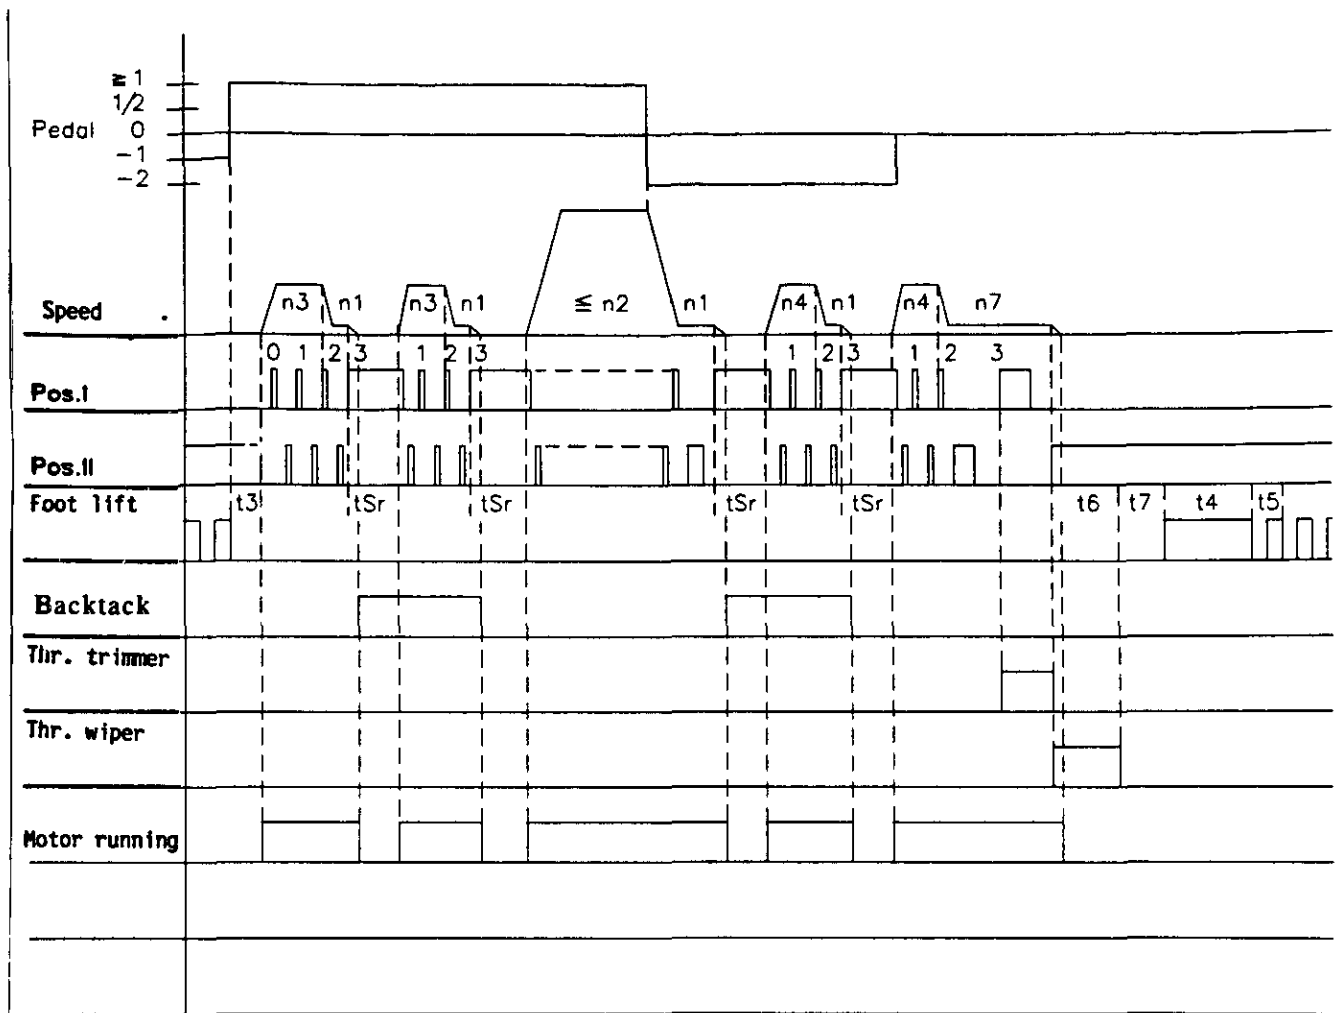 ≧ 1
1/2
Pedal 0
-1
-2
n3 n1 n3 n1 ≦ n2 n1 n4 n1 n4 n7
Speed .
0 1 2 3 1 2 3 1 2 3 1 2 3
Pos.I
Pos.II
Foot lift t3 tSr tSr tSr tSr t6 t7 t4 t5
Backtack
Thr. trimmer
Thr. wiper
Motor running